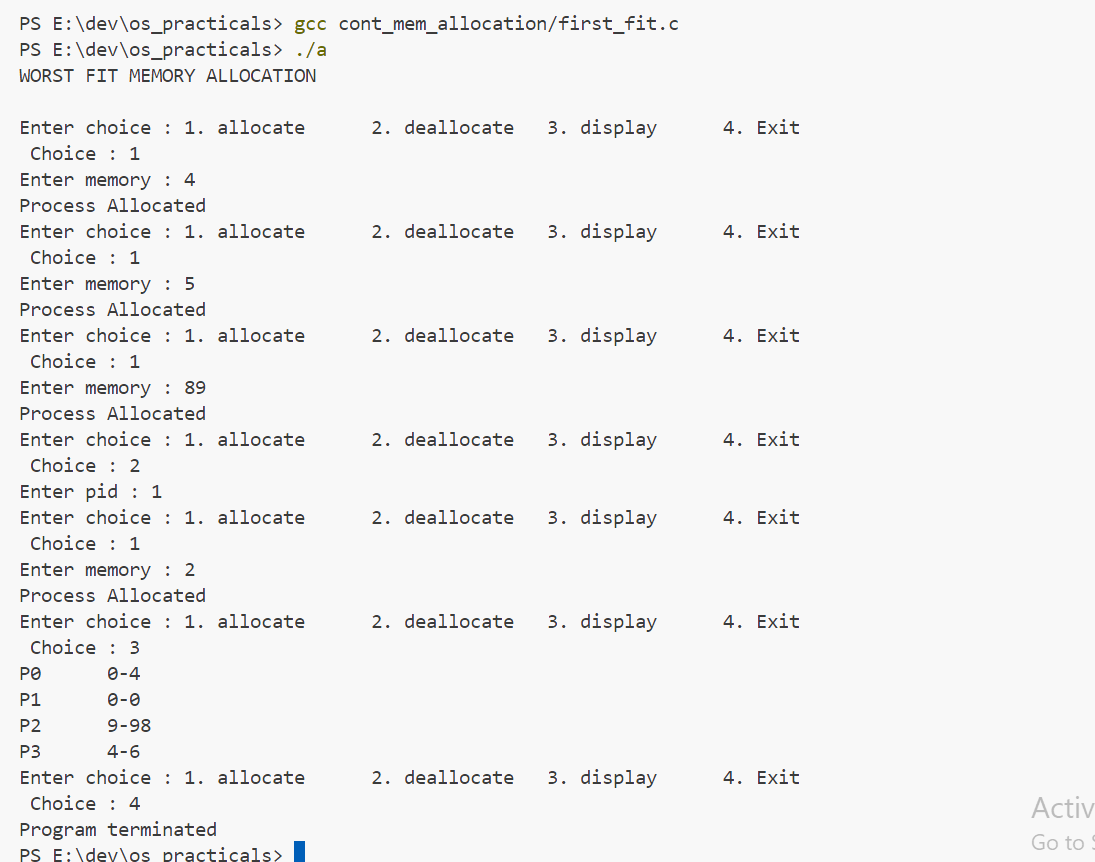 PS E:\dev\os_practicals> gcc cont_mem_allocation/first_fit.c
PS E:\dev\os_practicals> ./a
WORST FIT MEMORY ALLOCATION
Enter choice : 1. allocate      2. deallocate   3. display      4. Exit
 Choice : 1
Enter memory : 4
Process Allocated
Enter choice : 1. allocate      2. deallocate   3. display      4. Exit
 Choice : 1
Enter memory : 5
Process Allocated
Enter choice : 1. allocate      2. deallocate   3. display      4. Exit
 Choice : 1
Enter memory : 89
Process Allocated
Enter choice : 1. allocate      2. deallocate   3. display      4. Exit
 Choice : 2
Enter pid : 1
Enter choice : 1. allocate      2. deallocate   3. display      4. Exit
 Choice : 1
Enter memory : 2
Process Allocated
Enter choice : 1. allocate      2. deallocate   3. display      4. Exit
 Choice : 3
P0      0-4
P1      0-0
P2      9-98
P3      4-6
Enter choice : 1. allocate      2. deallocate   3. display      4. Exit
 Choice : 4
Activ
Program terminated
Go to S
PS E:\dev\os_practicals>